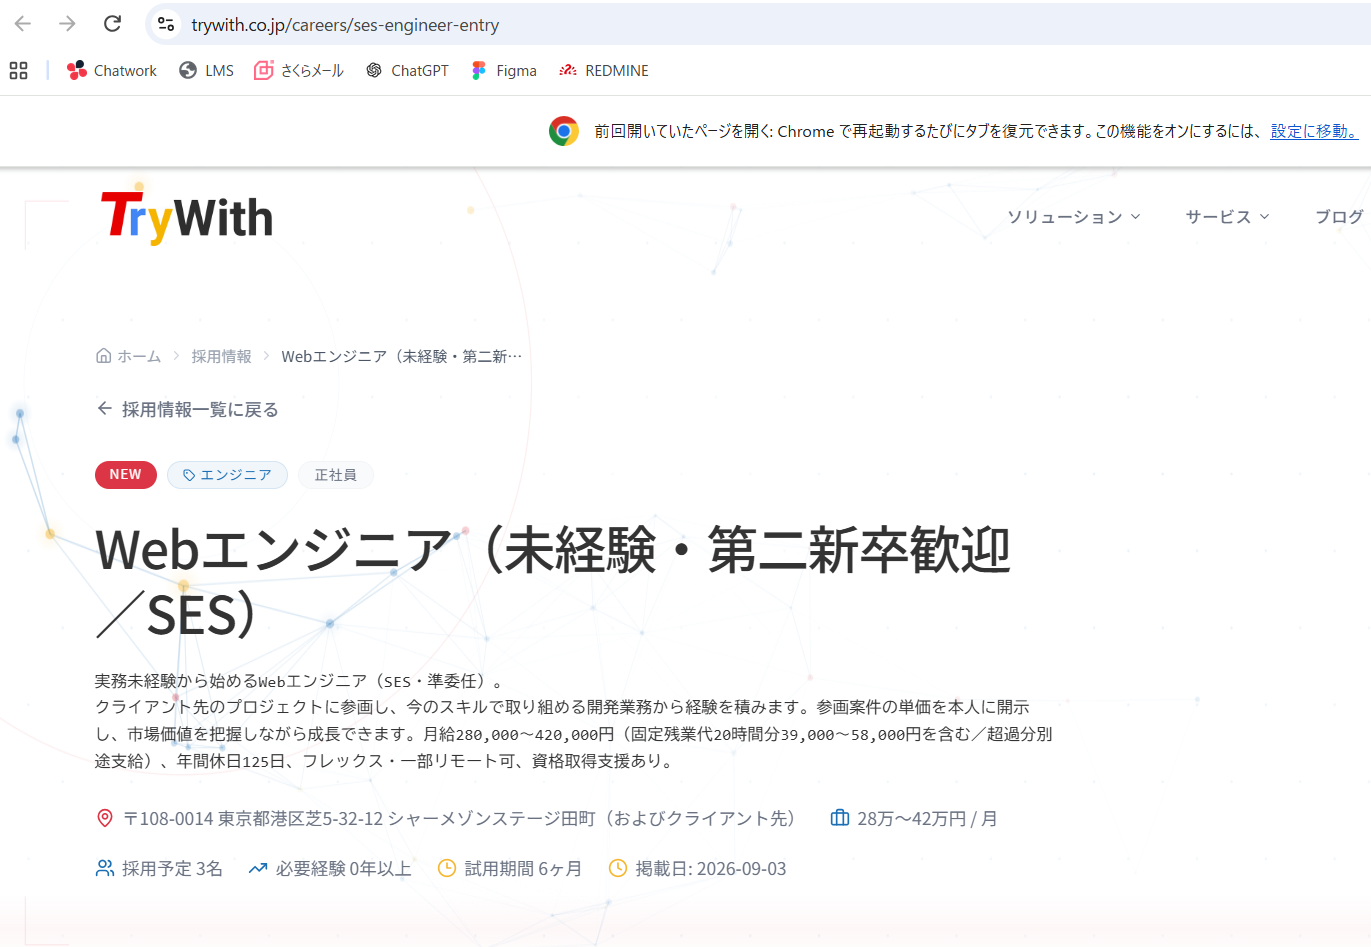 trywith.co.jp/careers/ses-engineer-entry
Chatwork LMS さくらメール ChatGPT Figma REDMINE
前回開いていたページを開く: Chrome で再起動するたびにタブを復元できます。この機能をオンにするには、設定に移動。
TryWith
ソリューション サービス ブログ
ホーム 採用情報 Webエンジニア（未経験・第二新…
採用情報一覧に戻る
NEW エンジニア 正社員
Webエンジニア（未経験・第二新卒歓迎
／SES）
実務未経験から始めるWebエンジニア（SES・準委任）。
クライアント先のプロジェクトに参画し、今のスキルで取り組める開発業務から経験を積みます。参画案件の単価を本人に開示
し、市場価値を把握しながら成長できます。月給280,000〜420,000円（固定残業代20時間分39,000〜58,000円を含む／超過分別
途支給）、年間休日125日、フレックス・一部リモート可、資格取得支援あり。
〒108-0014 東京都港区芝5-32-12 シャーメゾンステージ田町（およびクライアント先） 28万〜42万円 / 月
採用予定 3名 必要経験 0年以上 試用期間 6ヶ月 掲載日: 2026-09-03